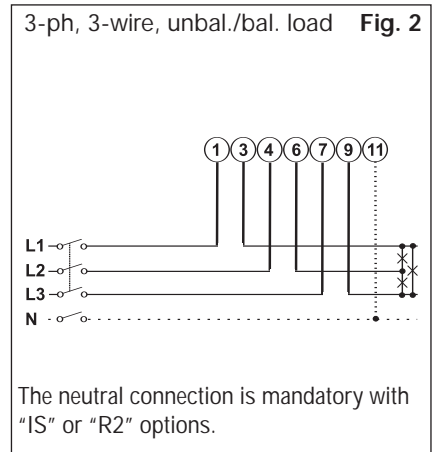 3-ph, 3-wire, unbal./bal. load Fig. 2
1 3 4 6 7 9 11
L1
L2
L3
N
The neutral connection is mandatory with
"IS" or "R2" options.